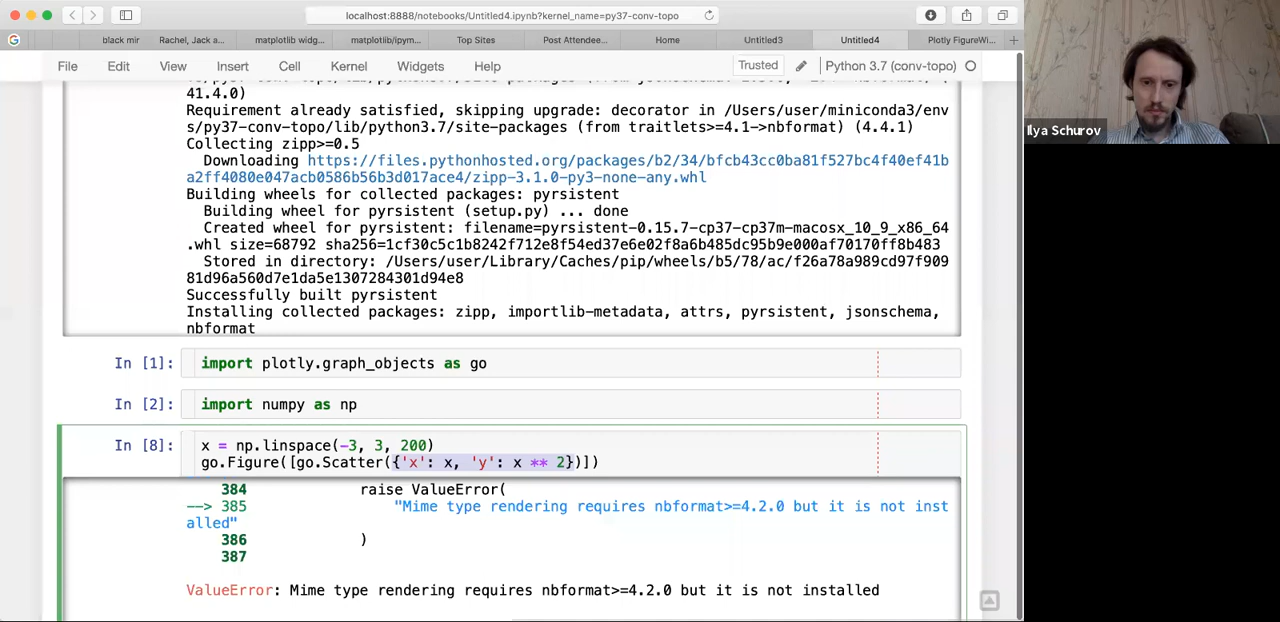 localhost:8888/notebooks/Untitled4.ipynb?kernel_name=py37-conv-topo
black mir Rachel, Jack a... matplotlib widg... matplotlib/ipym... Top Sites Post Attendee... Home Untitled3 Untitled4 Plotly FigureWi... +
File Edit View Insert Cell Kernel Widgets Help Trusted Python 3.7 (conv-topo)
41.4.0)
Requirement already satisfied, skipping upgrade: decorator in /Users/user/miniconda3/env
s/py37-conv-topo/lib/python3.7/site-packages (from traitlets>=4.1->nbformat) (4.4.1)
Collecting zipp>=0.5
Downloading https://files.pythonhosted.org/packages/b2/34/bfcb43cc0ba81f527bc4f40ef41b
a2ff4080e047acb0586b56b3d017ace4/zipp-3.1.0-py3-none-any.whl
Building wheels for collected packages: pyrsistent
Building wheel for pyrsistent (setup.py) ... done
Created wheel for pyrsistent: filename=pyrsistent-0.15.7-cp37-cp37m-macosx_10_9_x86_64
.whl size=68792 sha256=1cf30c5c1b8242f712e8f54ed37e6e02f8a6b485dc95b9e000af70170ff8b483
Stored in directory: /Users/user/Library/Caches/pip/wheels/b5/78/ac/f26a78a989cd97f909
81d96a560d7e1da5e1307284301d94e8
Successfully built pyrsistent
Installing collected packages: zipp, importlib-metadata, attrs, pyrsistent, jsonschema,
nbformat
In [1]: import plotly.graph_objects as go
In [2]: import numpy as np
In [8]: x = np.linspace(-3, 3, 200)
go.Figure([go.Scatter({'x': x, 'y': x ** 2})])
384 raise ValueError(
--> 385 "Mime type rendering requires nbformat>=4.2.0 but it is not inst
alled"
386 )
387
ValueError: Mime type rendering requires nbformat>=4.2.0 but it is not installed
Ilya Schurov